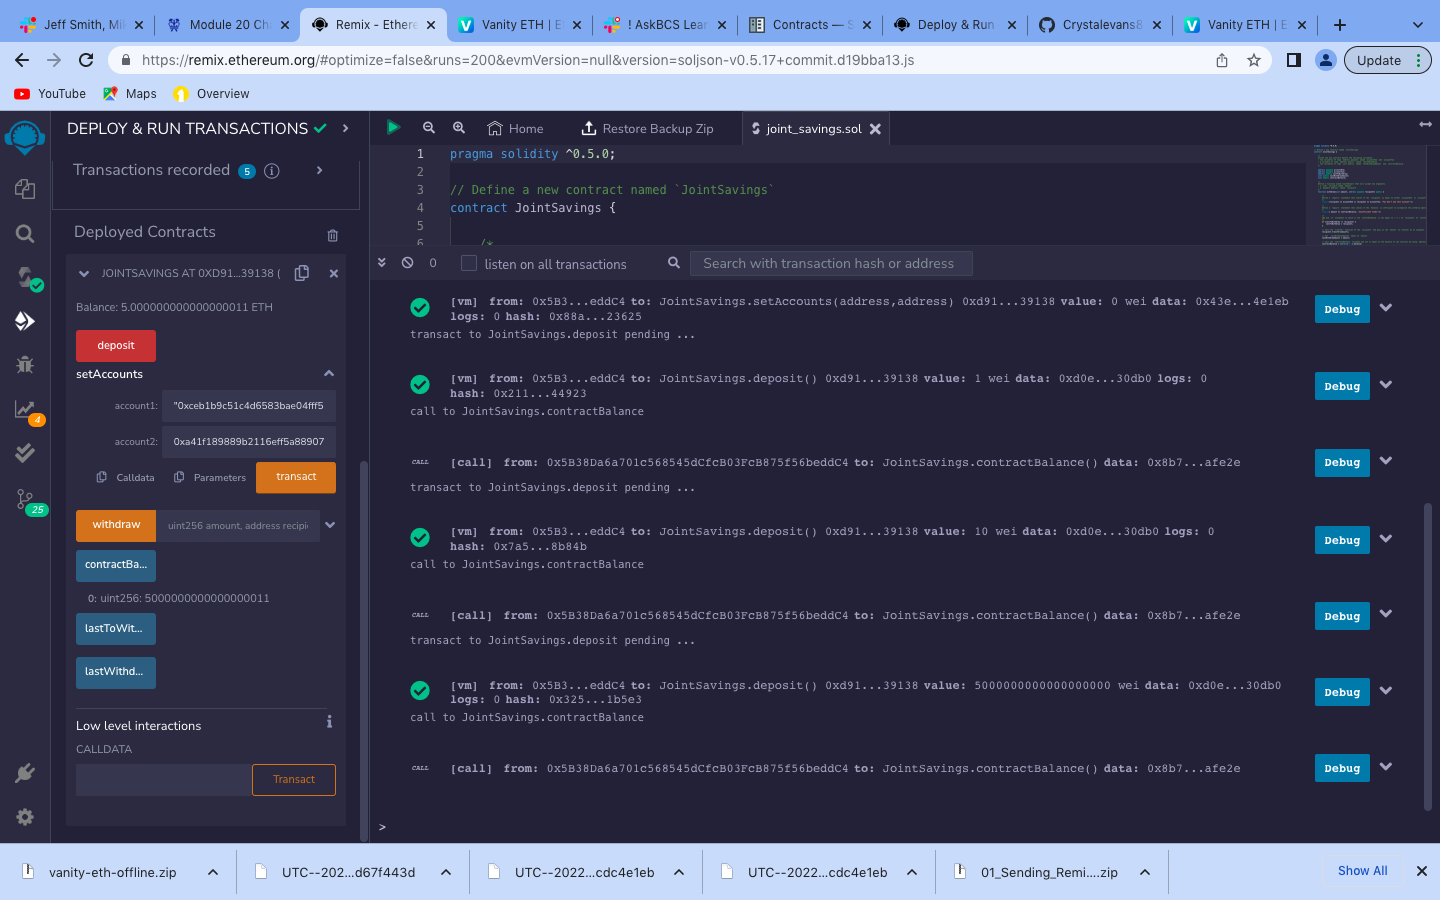 Jeff Smith, Mi
Module 20 Cha
Remix - Ethere
Vanity ETH | E
! AskBCS Lear
Contracts — S
Deploy & Run
Crystalevans8
Vanity ETH | E
https://remix.ethereum.org/#optimize=false&runs=200&evmVersion=null&version=soljson-v0.5.17+commit.d19bba13.js
Update
YouTube
Maps
Overview
DEPLOY & RUN TRANSACTIONS
Transactions recorded 5 i
Deployed Contracts
JOINTSAVINGS AT 0XD91...39138 (
Balance: 5.000000000000000011 ETH
deposit
setAccounts
account1: "0xceb1b9c51c4d6583bae04fff5
account2: 0xa41f189889b2116eff5a88907
Calldata
Parameters
transact
withdraw
uint256 amount, address recipi
contractBa...
0: uint256: 5000000000000000011
lastToWit...
lastWithd...
Low level interactions
i
CALLDATA
Transact
4
25
Home
Restore Backup Zip
joint_savings.sol
1 pragma solidity ^0.5.0;
2
3 // Define a new contract named `JointSavings`
4 contract JointSavings {
5
6 /*
0
listen on all transactions
Search with transaction hash or address
[vm] from: 0x5B3...eddC4 to: JointSavings.setAccounts(address,address) 0xd91...39138 value: 0 wei data: 0x43e...4e1eb
logs: 0 hash: 0x88a...23625
Debug
transact to JointSavings.deposit pending ...
[vm] from: 0x5B3...eddC4 to: JointSavings.deposit() 0xd91...39138 value: 1 wei data: 0xd0e...30db0 logs: 0
hash: 0x211...44923
Debug
call to JointSavings.contractBalance
CALL [call] from: 0x5B38Da6a701c568545dCfcB03FcB875f56beddC4 to: JointSavings.contractBalance() data: 0x8b7...afe2e
Debug
transact to JointSavings.deposit pending ...
[vm] from: 0x5B3...eddC4 to: JointSavings.deposit() 0xd91...39138 value: 10 wei data: 0xd0e...30db0 logs: 0
hash: 0x7a5...8b84b
Debug
call to JointSavings.contractBalance
CALL [call] from: 0x5B38Da6a701c568545dCfcB03FcB875f56beddC4 to: JointSavings.contractBalance() data: 0x8b7...afe2e
Debug
transact to JointSavings.deposit pending ...
[vm] from: 0x5B3...eddC4 to: JointSavings.deposit() 0xd91...39138 value: 5000000000000000000 wei data: 0xd0e...30db0
logs: 0 hash: 0x325...1b5e3
Debug
call to JointSavings.contractBalance
CALL [call] from: 0x5B38Da6a701c568545dCfcB03FcB875f56beddC4 to: JointSavings.contractBalance() data: 0x8b7...afe2e
Debug
>
vanity-eth-offline.zip
UTC--202...d67f443d
UTC--2022...cdc4e1eb
UTC--2022...cdc4e1eb
01_Sending_Remi....zip
Show All